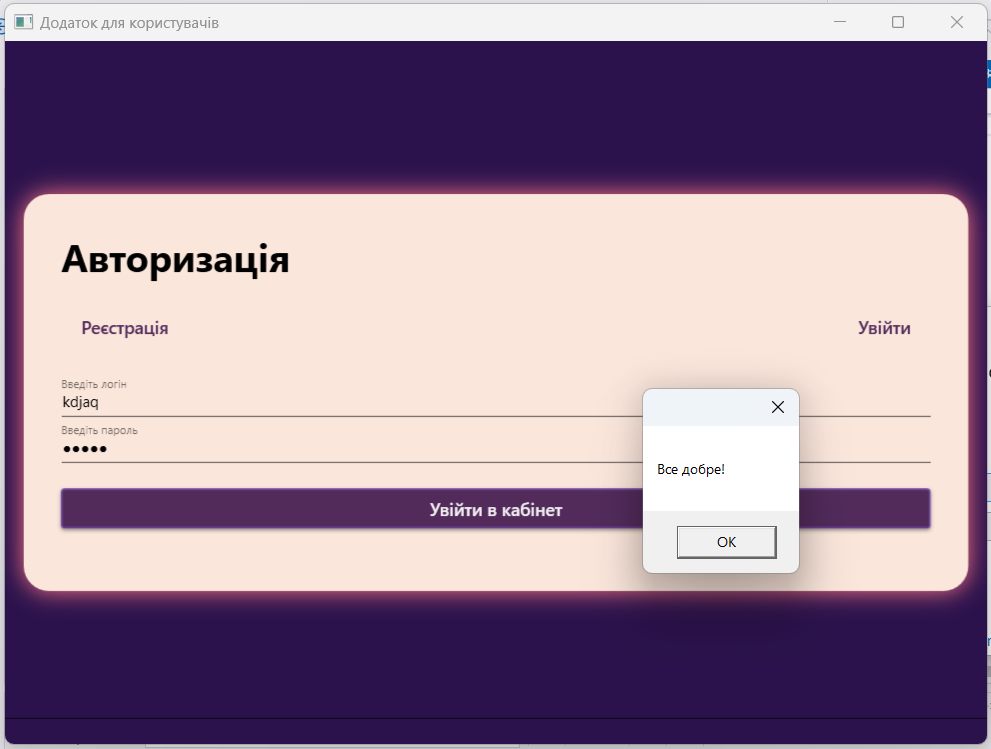 Додаток для користувачів
Авторизація
Реєстрація
Увійти
Введіть логін
kdjaq
Введіть пароль
●●●●●
Увійти в кабінет
Все добре!
OK